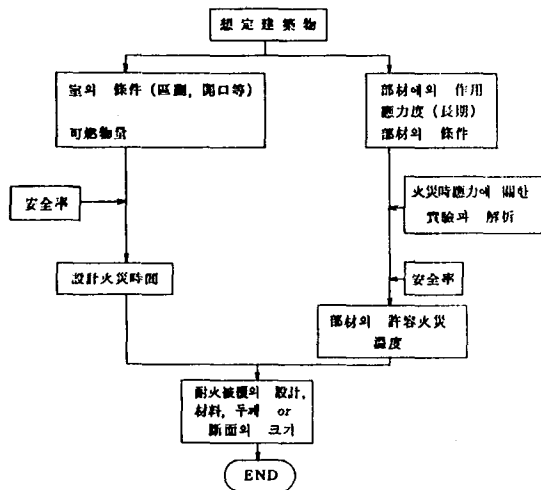 想定建築物
室의 條件 (區劃, 開口等)
可燃物量
部材에의 作用
應力度 (長期)
部材의 條件
安全率
火災時應力에 關한
實驗과 解析
設計火災時間
安全率
部材의 許容火災
溫度
耐火被覆의 設計,
材料, 두께 or
斷面의 크기
END